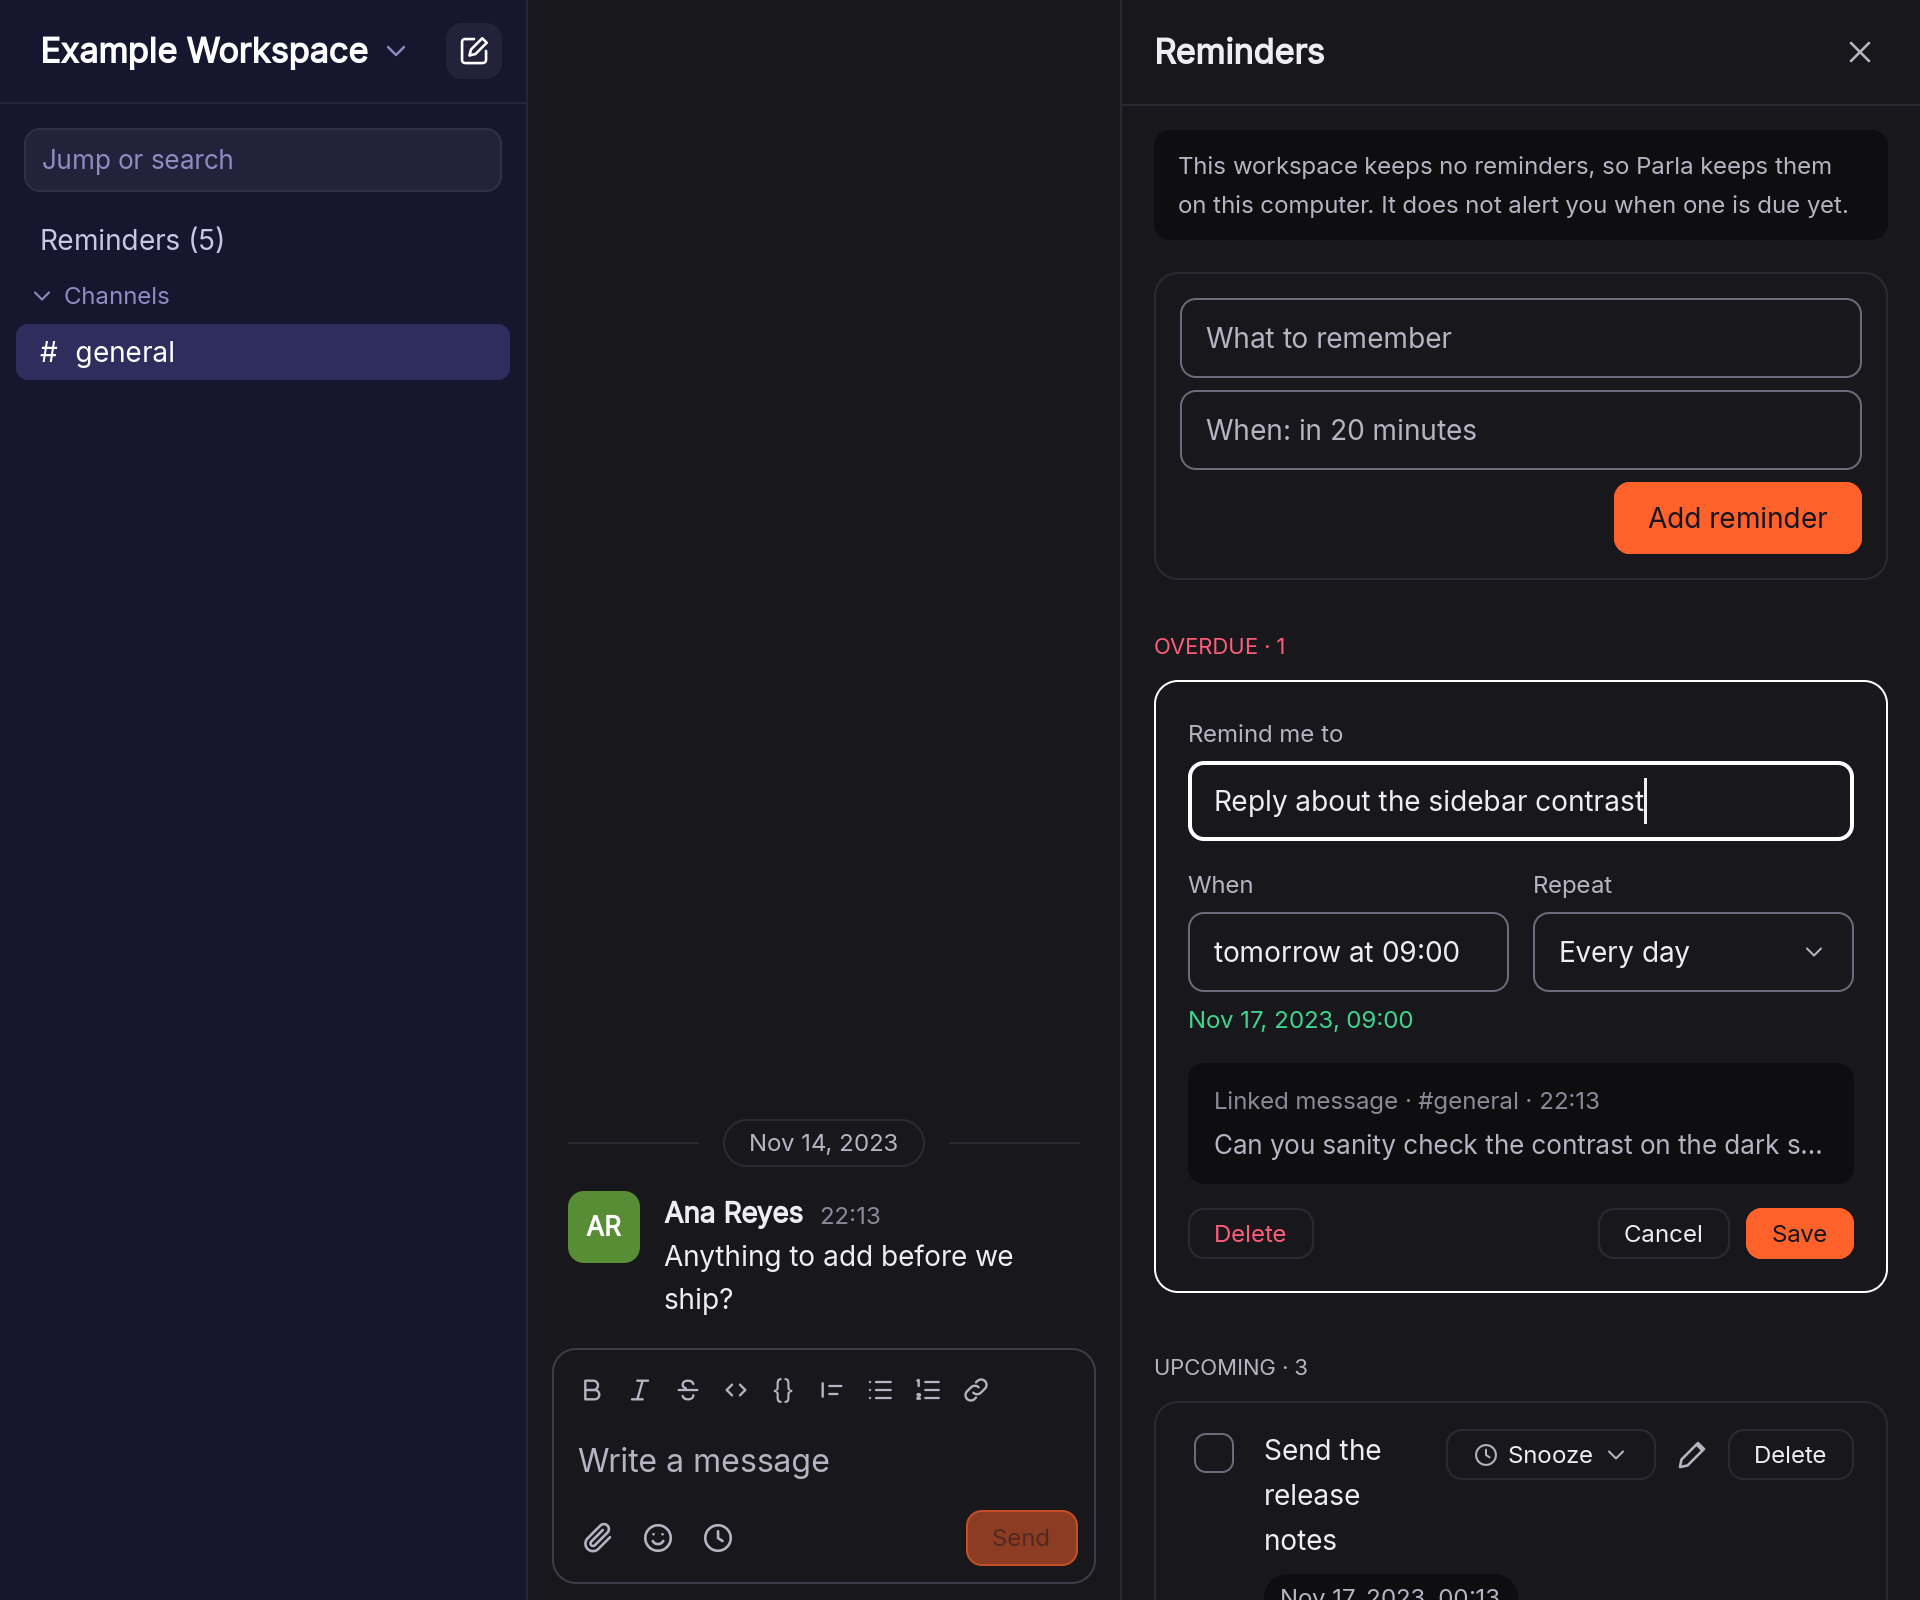 Example Workspace
Jump or search
Reminders (5)
Channels
# general
Nov 14, 2023
AR
Ana Reyes 22:13
Anything to add before we
ship?
Write a message
Send
Reminders
This workspace keeps no reminders, so Parla keeps them
on this computer. It does not alert you when one is due yet.
What to remember
When: in 20 minutes
Add reminder
OVERDUE · 1
Remind me to
Reply about the sidebar contrast
When Repeat
tomorrow at 09:00 Every day
Nov 17, 2023, 09:00
Linked message · #general · 22:13
Can you sanity check the contrast on the dark s...
Delete Cancel Save
UPCOMING · 3
Send the Snooze Delete
release
notes
Nov 17, 2023, 00:13